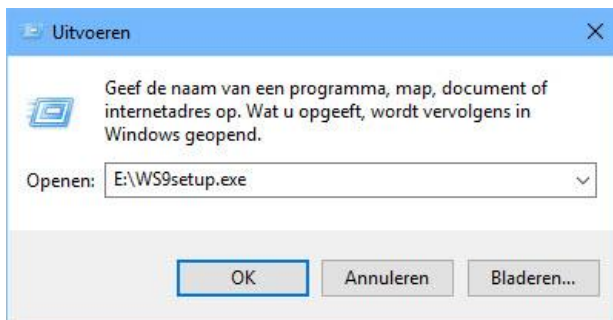 Uitvoeren
Geef de naam van een programma, map, document of
internetadres op. Wat u opgeeft, wordt vervolgens in
Windows geopend.
Openen: E:\WS9setup.exe
OK Annuleren Bladeren...